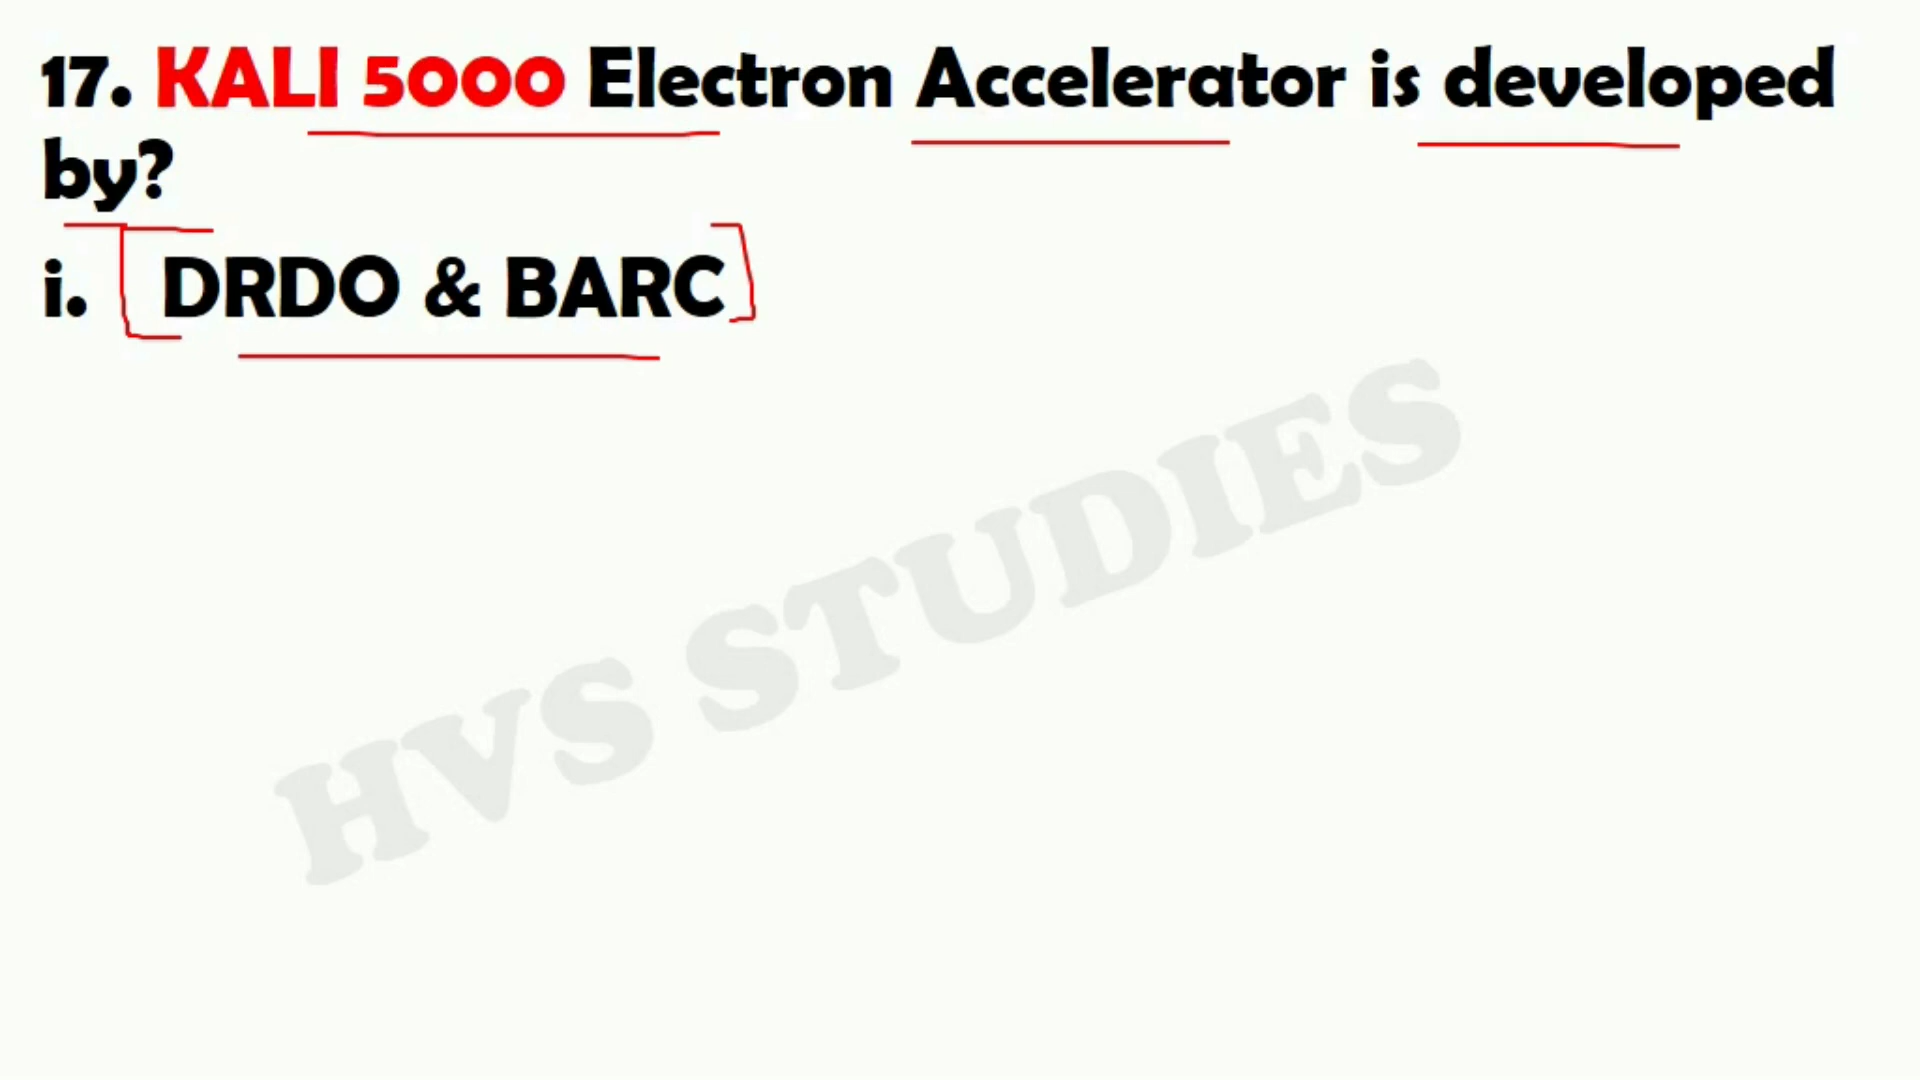 17. KALI 5000 Electron Accelerator is developed
by?
i. DRDO & BARC
HVS STUDIES